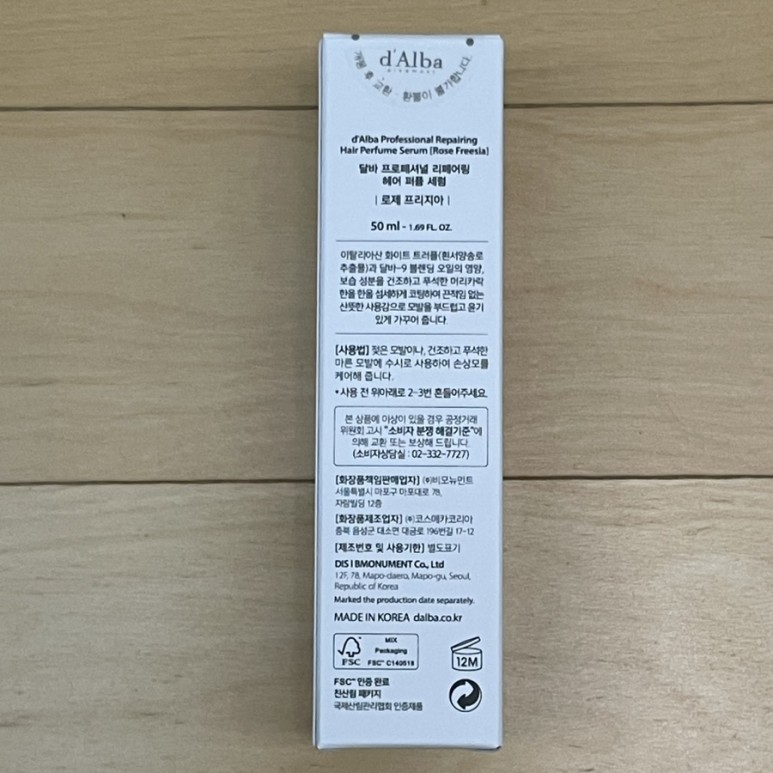 d'Alba
piedmont
개봉 후 교환 · 환불이 불가합니다.
d'Alba Professional Repairing
Hair Perfume Serum [Rose Freesia]
달바 프로페셔널 리페어링
헤어 퍼퓸 세럼
| 로제 프리지아 |
50 ml - 1.69 FL. OZ.
이탈리아산 화이트 트러플(흰서양송로
추출물)과 달바-9 블렌딩 오일의 영양,
보습 성분을 건조하고 푸석한 머리카락
한올 한올 섬세하게 코팅하여 끈적임 없는
산뜻한 사용감으로 모발을 부드럽고 윤기
있게 가꾸어 줍니다.
[사용법] 젖은 모발이나, 건조하고 푸석한
마른 모발에 수시로 사용하여 손상모를
케어해 줍니다.
*사용 전 위아래로 2-3번 흔들어주세요.
본 상품에 이상이 있을 경우 공정거래
위원회 고시 "소비자 분쟁 해결기준"에
의해 교환 또는 보상해 드립니다.
(소비자상담실 : 02-332-7727)
[화장품책임판매업자] ㈜비모뉴먼트
서울특별시 마포구 마포대로 78,
자람빌딩 12층
[화장품제조업자] ㈜코스메카코리아
충북 음성군 대소면 대금로 196번길 17-12
[제조번호 및 사용기한] 별도표기
DIS I BMONUMENT Co., Ltd
12F, 78, Mapo-daero, Mapo-gu, Seoul,
Republic of Korea
Marked the production date separately.
MADE IN KOREA dalba.co.kr
FSC
MIX
Packaging
FSC™ C140518
12M
FSC™ 인증 완료
친산림 패키지
국제산림관리협회 인증제품